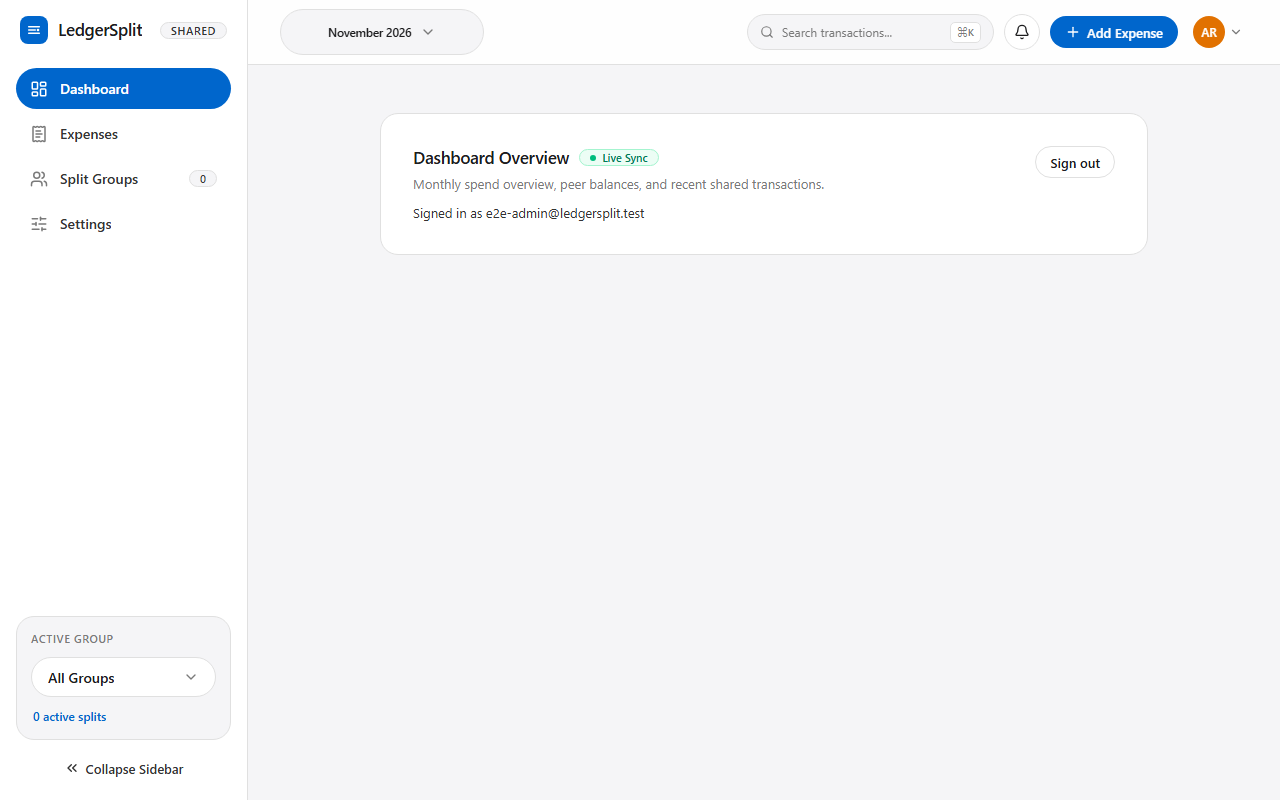 LedgerSplit
SHARED
Dashboard
Expenses
Split Groups
0
Settings
ACTIVE GROUP
All Groups
0 active splits
Collapse Sidebar
November 2026
Search transactions...
⌘K
Add Expense
AR
Dashboard Overview
Live Sync
Monthly spend overview, peer balances, and recent shared transactions.
Signed in as e2e-admin@ledgersplit.test
Sign out